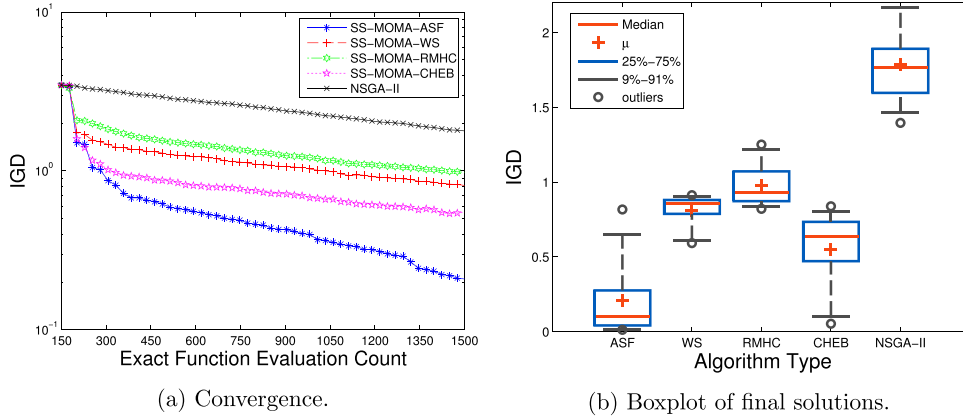 SS-MOMA-ASF
SS-MOMA-WS
SS-MOMA-RMHC
SS-MOMA-CHEB
NSGA-II
10^1
10^0
10^-1
IGD
150 300 450 600 750 900 1050 1200 1350 1500
Exact Function Evaluation Count
(a) Convergence.
Median
μ
25%-75%
9%-91%
outliers
2
1.5
1
0.5
0
IGD
ASF WS RMHC CHEB NSGA-II
Algorithm Type
(b) Boxplot of final solutions.